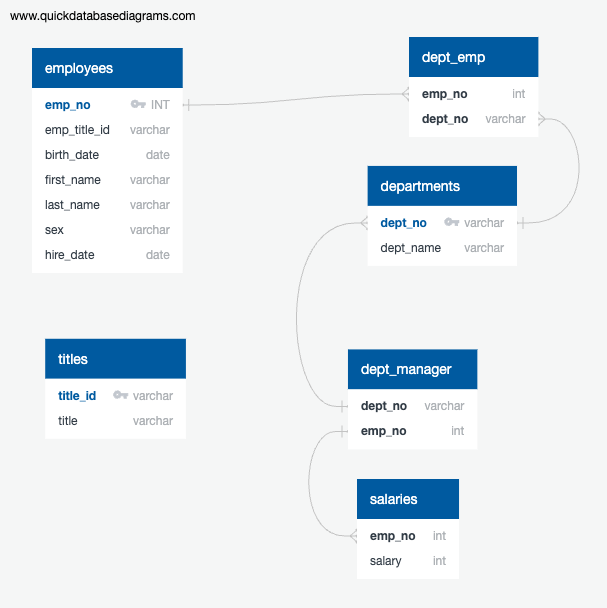 www.quickdatabasediagrams.com
employees
emp_no INT
emp_title_id varchar
birth_date date
first_name varchar
last_name varchar
sex varchar
hire_date date
dept_emp
emp_no int
dept_no varchar
departments
dept_no varchar
dept_name varchar
titles
title_id varchar
title varchar
dept_manager
dept_no varchar
emp_no int
salaries
emp_no int
salary int